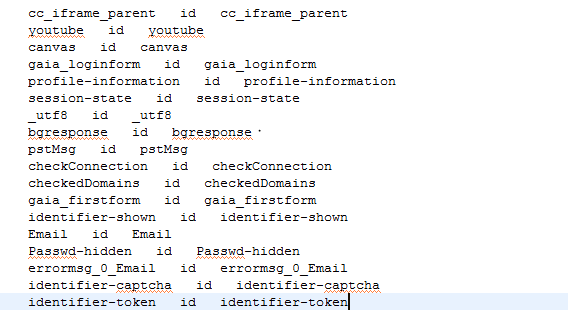 cc_iframe_parent   id   cc_iframe_parent
youtube   id   youtube
canvas   id   canvas
gaia_loginform   id   gaia_loginform
profile-information   id   profile-information
session-state   id   session-state
_utf8   id   _utf8
bgresponse   id   bgresponse
pstMsg   id   pstMsg
checkConnection   id   checkConnection
checkedDomains   id   checkedDomains
gaia_firstform   id   gaia_firstform
identifier-shown   id   identifier-shown
Email   id   Email
Passwd-hidden   id   Passwd-hidden
errormsg_0_Email   id   errormsg_0_Email
identifier-captcha   id   identifier-captcha
identifier-token   id   identifier-token